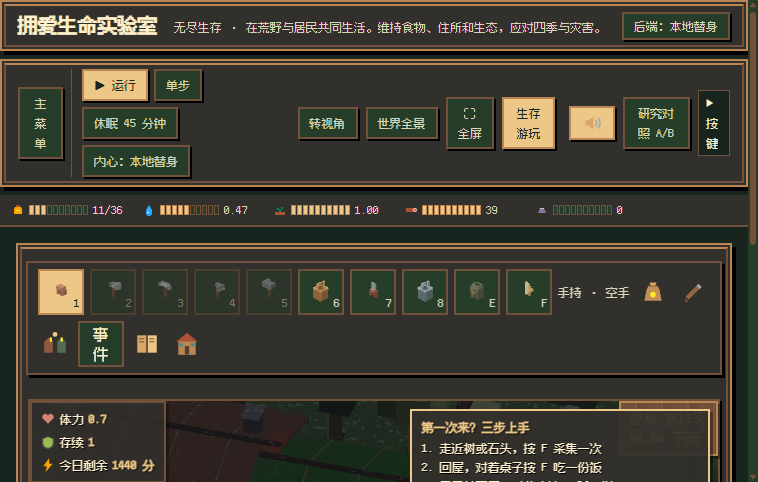 拥爱生命实验室
无尽生存 · 在荒野与居民共同生活。维持食物、住所和生态，应对四季与灾害。
后端：本地替身
主菜单
▶ 运行
单步
休眠 45 分钟
内心：本地替身
转视角
世界全景
全屏
生存游玩
研究对照 A/B
▶ 按键
11/36
0.47
1.00
39
0
1
2
3
4
5
6
7
8
E
F
手持 · 空手
事件
体力 0.7
存续 1
今日剩余 1440 分
第一次来？三步上手
1. 走近树或石头，按 F 采集一次
2. 回屋，对着桌子按 F 吃一份饭